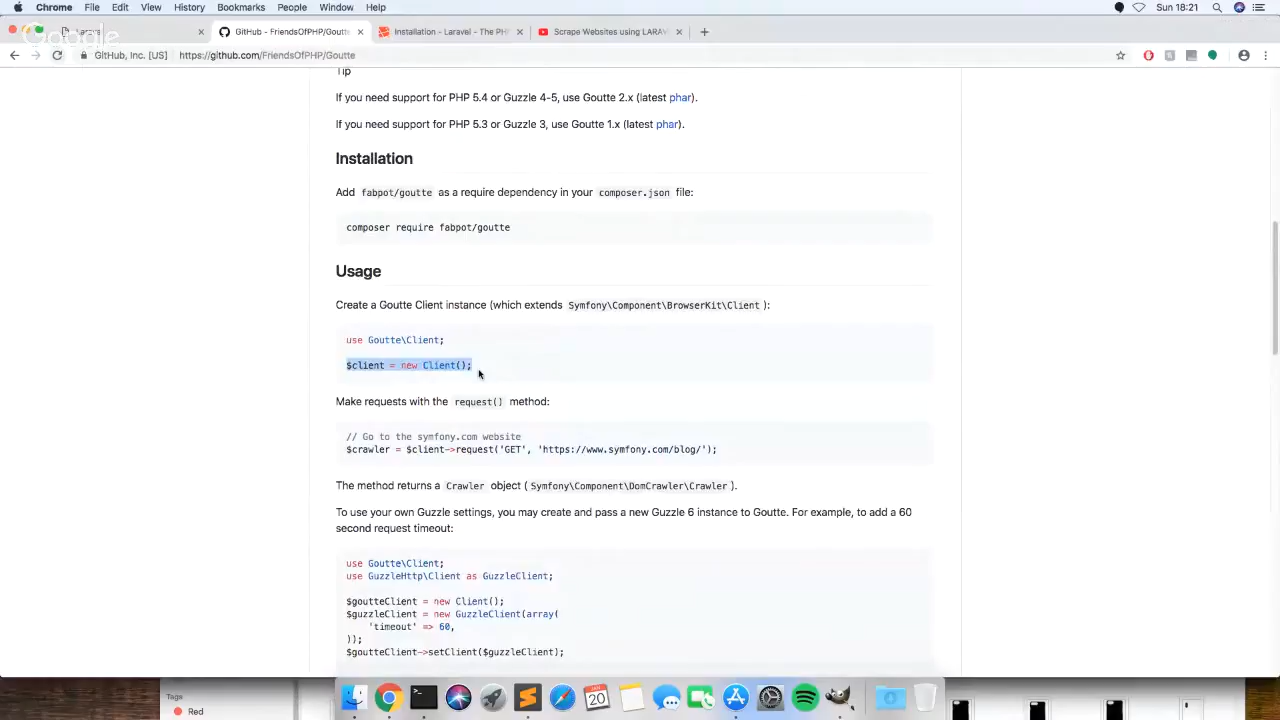 Chrome File Edit View History Bookmarks People Window Help Sun 18:21
Google
GitHub - FriendsOfPHP/Goutte Installation - Laravel - The PH Scrape Websites using LARAV
GitHub, Inc. [US] https://github.com/FriendsOfPHP/Goutte
Tip
If you need support for PHP 5.4 or Guzzle 4-5, use Goutte 2.x (latest phar).
If you need support for PHP 5.3 or Guzzle 3, use Goutte 1.x (latest phar).
Installation
Add fabpot/goutte as a require dependency in your composer.json file:
composer require fabpot/goutte
Usage
Create a Goutte Client instance (which extends Symfony\Component\BrowserKit\Client ):
use Goutte\Client;
$client = new Client();
Make requests with the request() method:
// Go to the symfony.com website
$crawler = $client->request('GET', 'https://www.symfony.com/blog/');
The method returns a Crawler object ( Symfony\Component\DomCrawler\Crawler ).
To use your own Guzzle settings, you may create and pass a new Guzzle 6 instance to Goutte. For example, to add a 60
second request timeout:
use Goutte\Client;
use GuzzleHttp\Client as GuzzleClient;
$goutteClient = new Client();
$guzzleClient = new GuzzleClient(array(
'timeout' => 60,
));
$goutteClient->setClient($guzzleClient);
JAN
20
Tags
Red